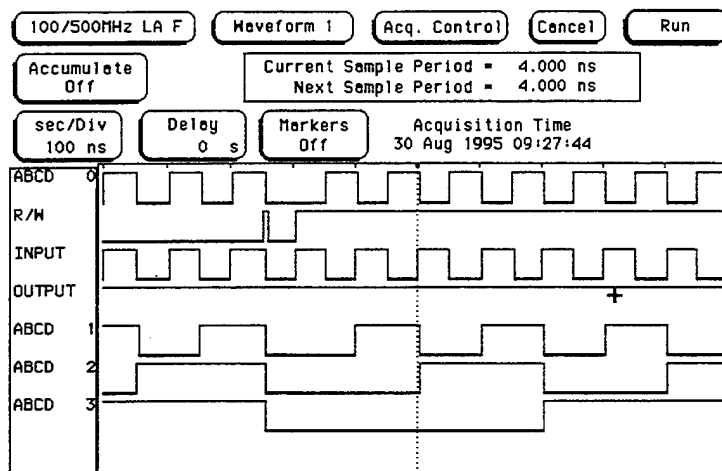 100/500MHz LA F Waveform 1 Acq. Control Cancel Run
Accumulate Off
Current Sample Period = 4.000 ns
Next Sample Period = 4.000 ns
sec/Div 100 ns
Delay 0 s
Markers Off
Acquisition Time
30 Aug 1995 09:27:44
ABCD 0
R/W
INPUT
OUTPUT
ABCD 1
ABCD 2
ABCD 3